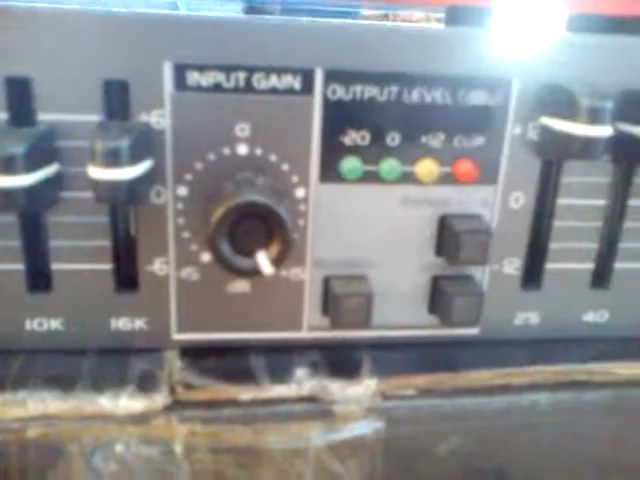 INPUT GAIN
OUTPUT LEVEL (dBu)
-20 0 +12 CLIP
0
+6
0
-6
-15 +15
dB
+12
0
-12
10K 16K
25 40